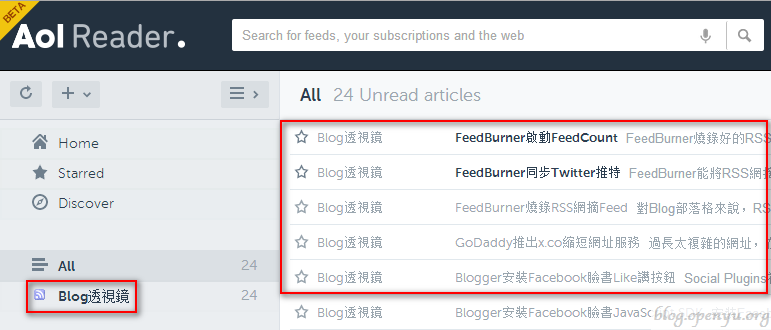 BETA
Aol Reader.
Search for feeds, your subscriptions and the web
All 24 Unread articles
Home
Starred
Discover
All 24
Blog透視鏡 24
Blog透視鏡 FeedBurner啟動FeedCount FeedBurner燒錄好的RSS
Blog透視鏡 FeedBurner同步Twitter推特 FeedBurner能將RSS網摘
Blog透視鏡 FeedBurner燒錄RSS網摘Feed 對Blog部落格來說，RS
Blog透視鏡 GoDaddy推出x.co縮短網址服務 過長太複雜的網址，在
Blog透視鏡 Blogger安裝Facebook臉書Like讚按鈕 Social Plugins社
Blog透視鏡 Blogger安裝Facebook臉書JavaSc
blog.openyu.org